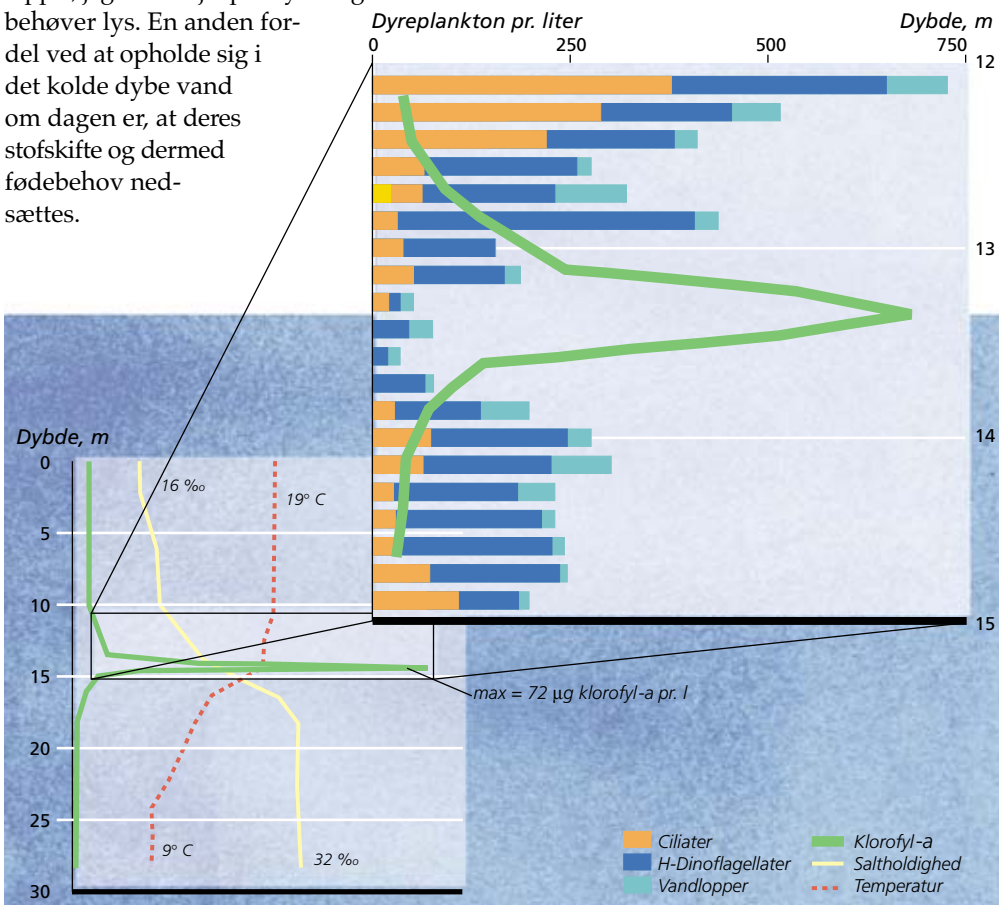 behøver lys. En anden for-
del ved at opholde sig i
det kolde dybe vand
om dagen er, at deres
stofskifte og dermed
fødebehov ned-
sættes.
Dyreplankton pr. liter
Dybde, m
0 250 500 750
12
13
14
15
Dybde, m
0
5
10
15
20
25
30
16 ‰
19° C
9° C
32 ‰
max = 72 µg klorofyl-a pr. l
Ciliater
H-Dinoflagellater
Vandlopper
Klorofyl-a
Saltholdighed
Temperatur